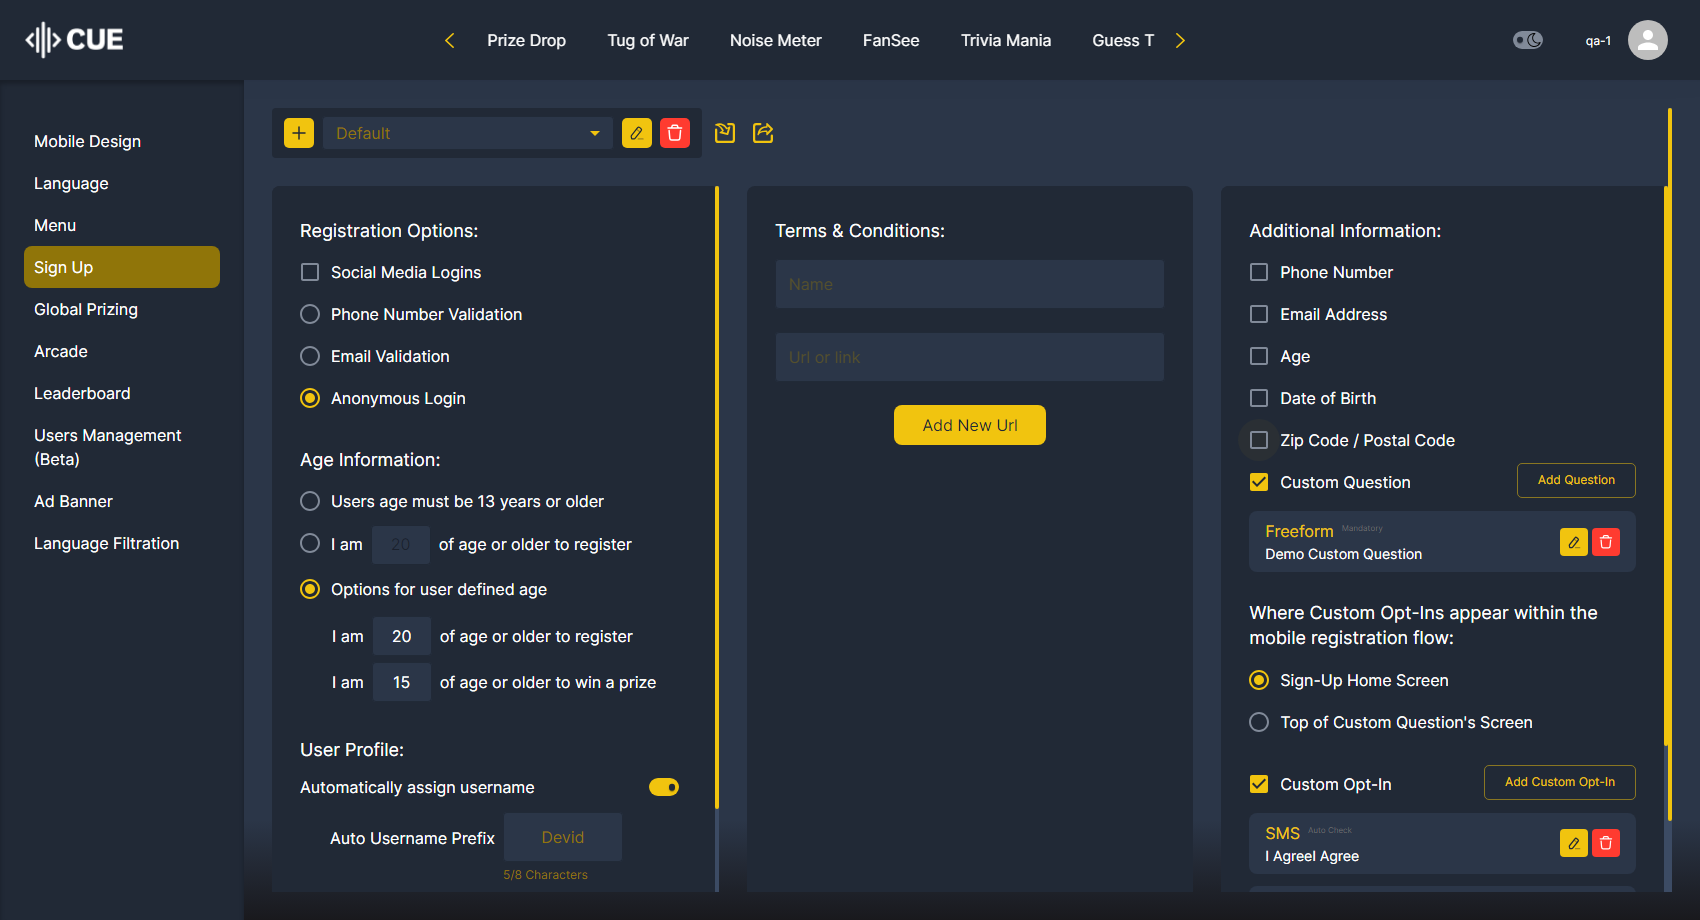 CUE
Prize Drop
Tug of War
Noise Meter
FanSee
Trivia Mania
Guess T
qa-1
Mobile Design
Language
Menu
Sign Up
Global Prizing
Arcade
Leaderboard
Users Management
(Beta)
Ad Banner
Language Filtration
Default
Registration Options:
Social Media Logins
Phone Number Validation
Email Validation
Anonymous Login
Age Information:
Users age must be 13 years or older
I am 20 of age or older to register
Options for user defined age
I am 20 of age or older to register
I am 15 of age or older to win a prize
User Profile:
Automatically assign username
Auto Username Prefix Devid
5/8 Characters
Terms & Conditions:
Name
Url or link
Add New Url
Additional Information:
Phone Number
Email Address
Age
Date of Birth
Zip Code / Postal Code
Custom Question
Add Question
Freeform Mandatory
Demo Custom Question
Where Custom Opt-Ins appear within the
mobile registration flow:
Sign-Up Home Screen
Top of Custom Question's Screen
Custom Opt-In
Add Custom Opt-In
SMS Auto Check
I AgreeI Agree